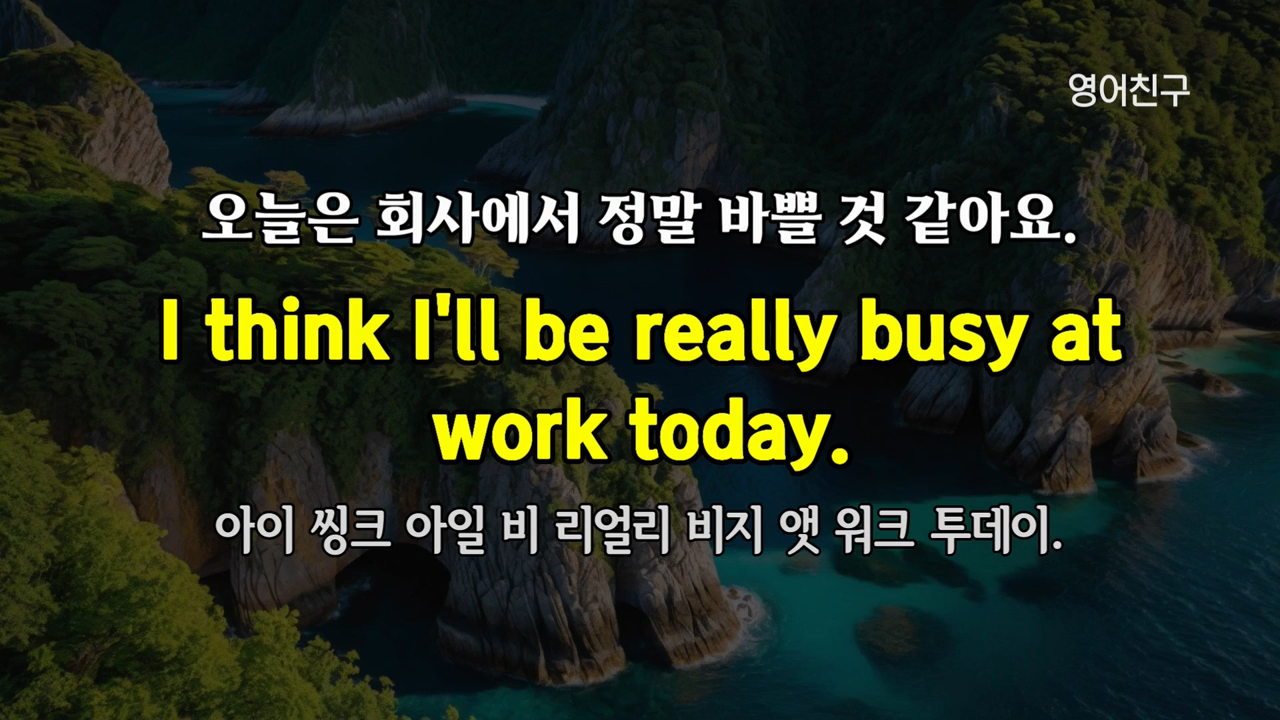 영어친구
오늘은 회사에서 정말 바쁠 것 같아요.
I think I'll be really busy at
work today.
아이 씽크 아일 비 리얼리 비지 앳 워크 투데이.